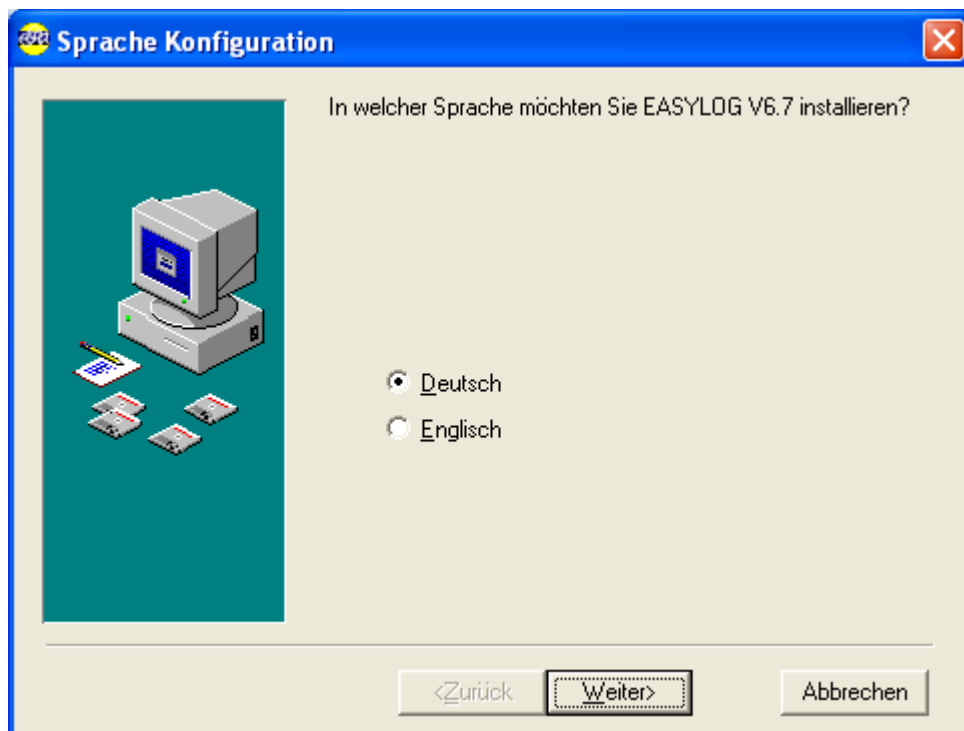 Sprache Konfiguration
In welcher Sprache möchten Sie EASYLOG V6.7 installieren?
Deutsch
Englisch
<Zurück
Weiter>
Abbrechen